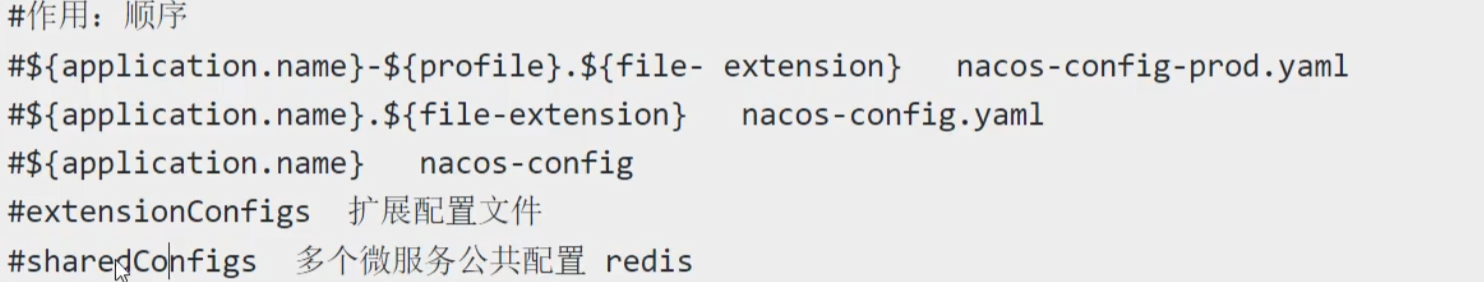 #作用：顺序
#${application.name}-${profile}.${file- extension}   nacos-config-prod.yaml
#${application.name}.${file-extension}   nacos-config.yaml
#${application.name}   nacos-config
#extensionConfigs  扩展配置文件
#sharedConfigs  多个微服务公共配置 redis